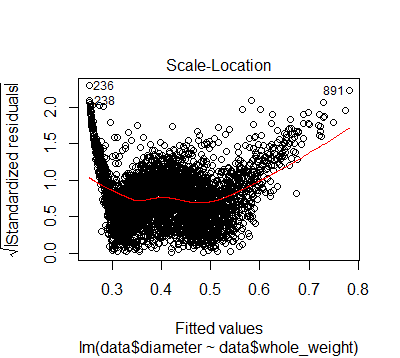 Scale-Location
√|Standardized residuals|
0.0 0.5 1.0 1.5 2.0
236
238
891
0.3 0.4 0.5 0.6 0.7 0.8
Fitted values
lm(data$diameter ~ data$whole_weight)